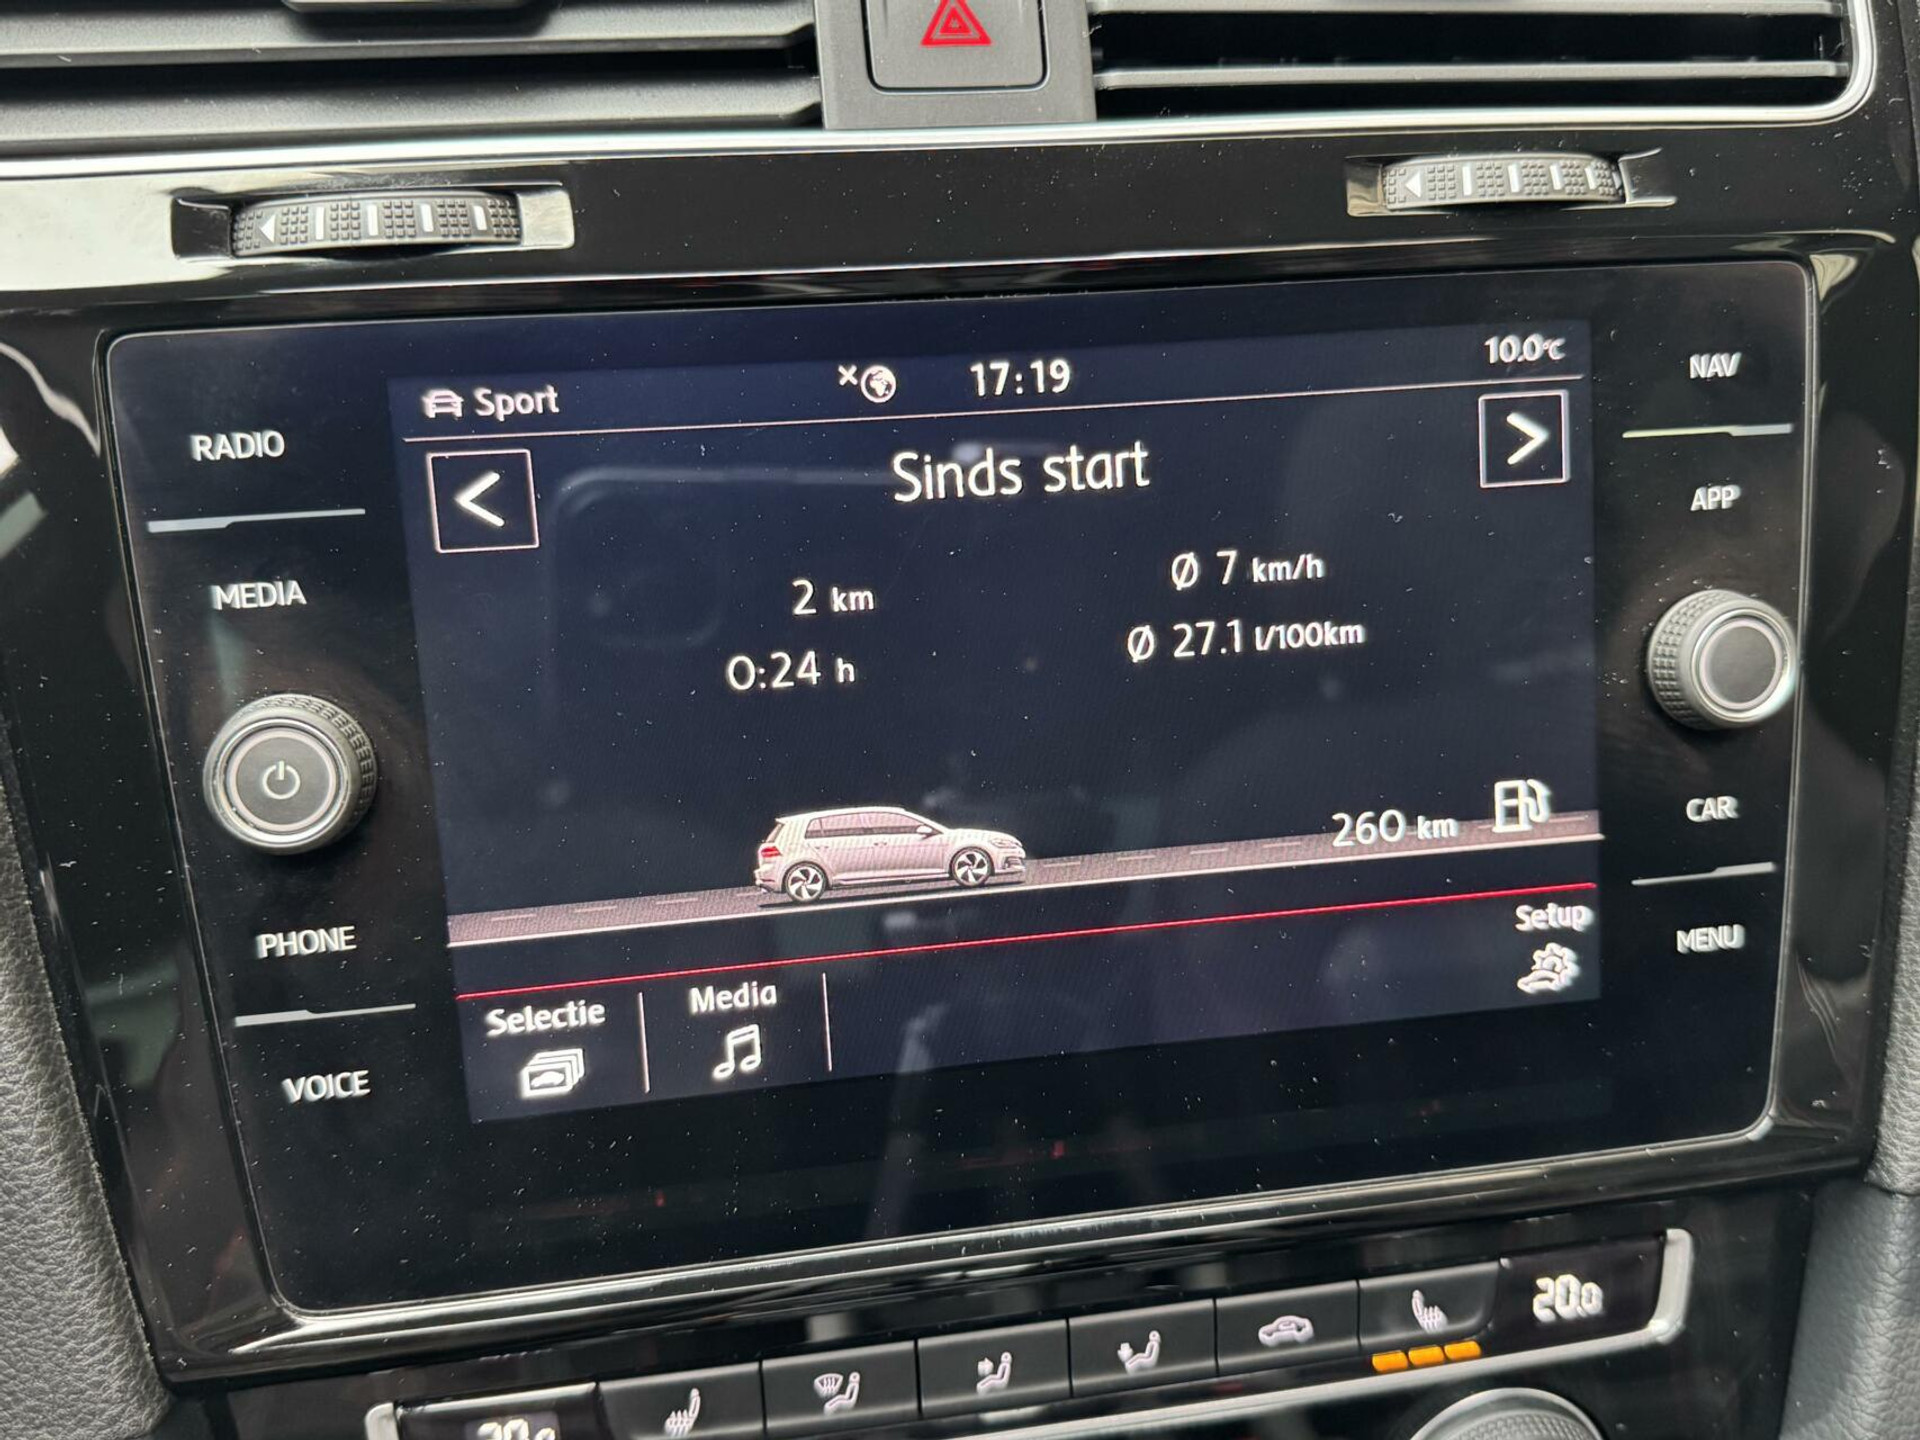 Sport
17:19
10.0°C
Sinds start
2 km
Ø 7 km/h
0:24 h
Ø 27.1 l/100km
260 km
Setup
Selectie
Media
RADIO
MEDIA
PHONE
VOICE
NAV
APP
CAR
MENU
20.0